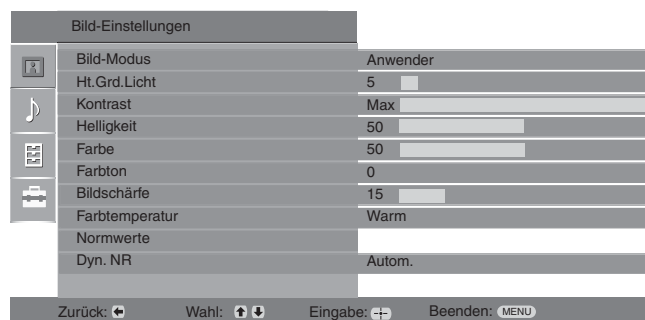 Bild-Einstellungen
Bild-Modus Anwender
Ht.Grd.Licht 5
Kontrast Max
Helligkeit 50
Farbe 50
Farbton 0
Bildschärfe 15
Farbtemperatur Warm
Normwerte
Dyn. NR Autom.
Zurück: Wahl: Eingabe: Beenden: MENU